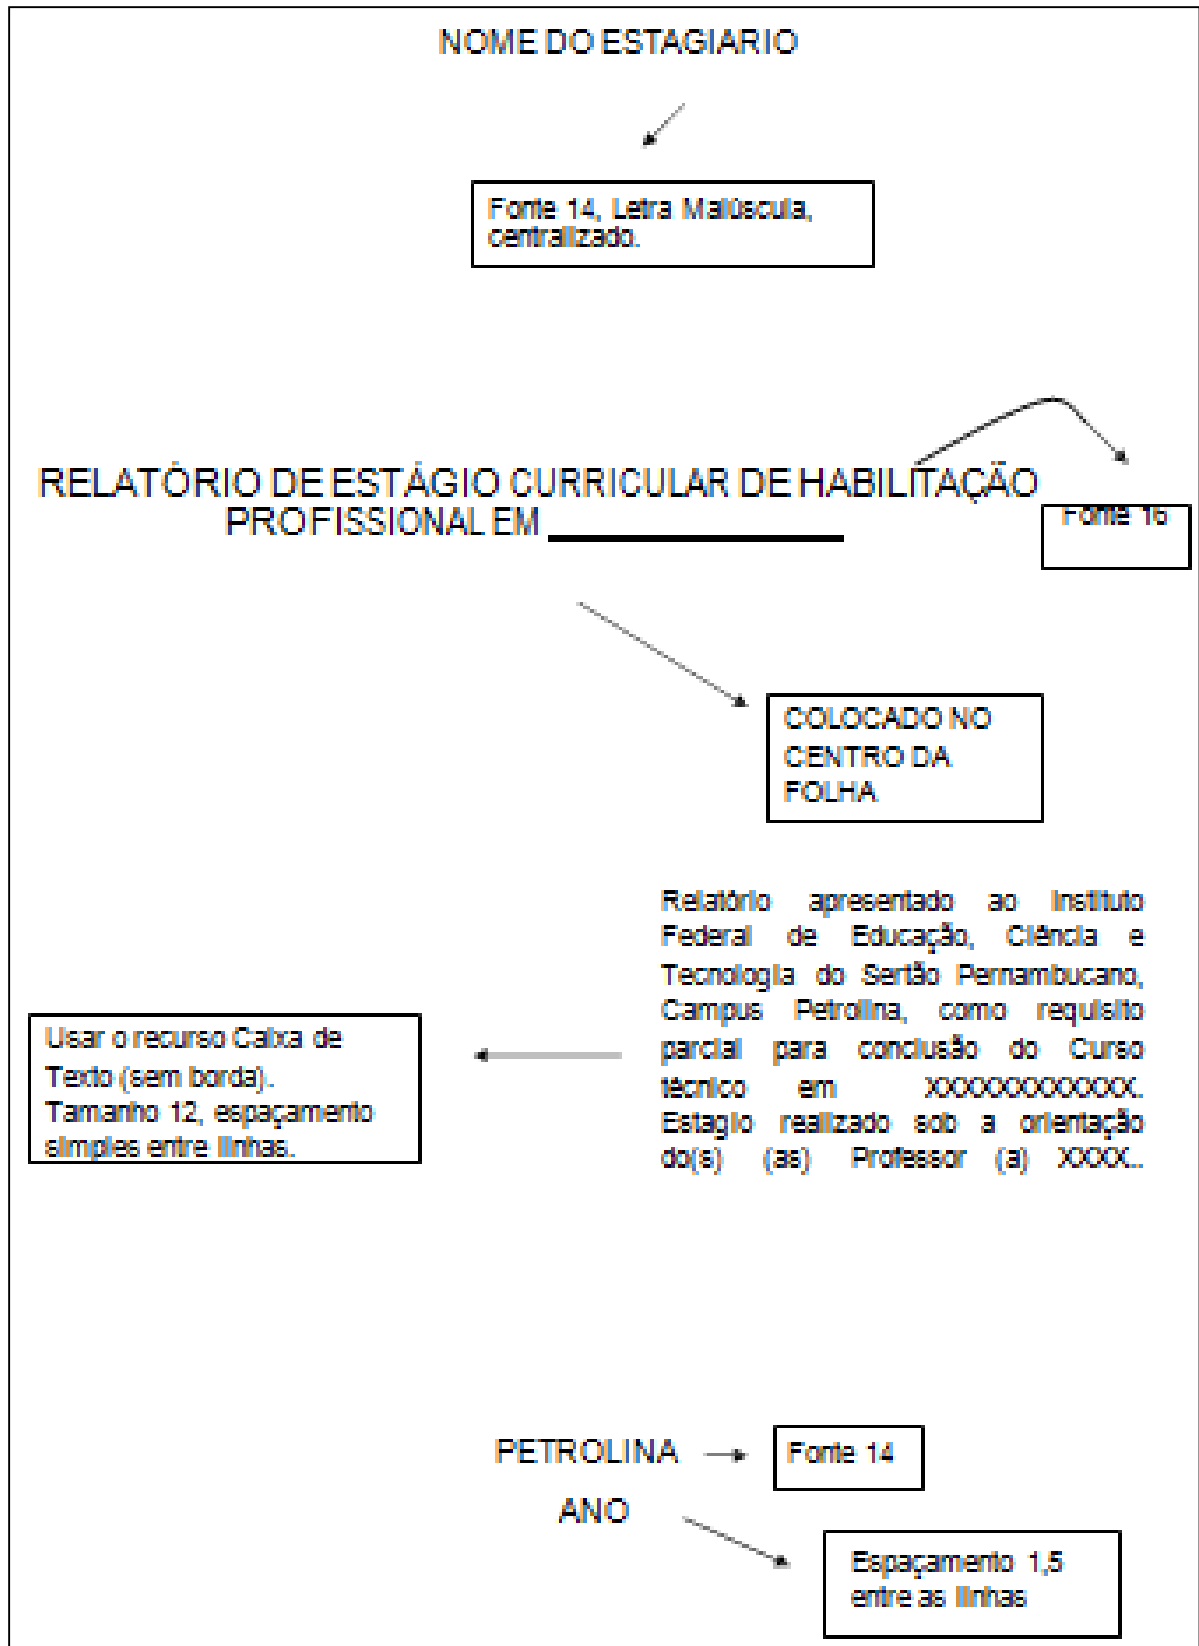 NOME DO ESTAGIARIO
Fonte 14, Letra Maiúscula,
centralizado.
RELATÓRIO DE ESTÁGIO CURRICULAR DE HABILITAÇÃO
PROFISSIONAL EM ____________
Fonte 16
COLOCADO NO
CENTRO DA
FOLHA
Relatório apresentado ao Instituto
Federal de Educação, Ciência e
Tecnologia do Sertão Pernambucano,
Campus Petrolina, como requisito
parcial para conclusão do Curso
técnico em XXXXXXXXXXXXX.
Estagio realizado sob a orientação
do(s) (as) Professor (a) XXXX..
Usar o recurso Caixa de
Texto (sem borda).
Tamanho 12, espaçamento
simples entre linhas.
PETROLINA
Fonte 14
ANO
Espaçamento 1,5
entre as linhas